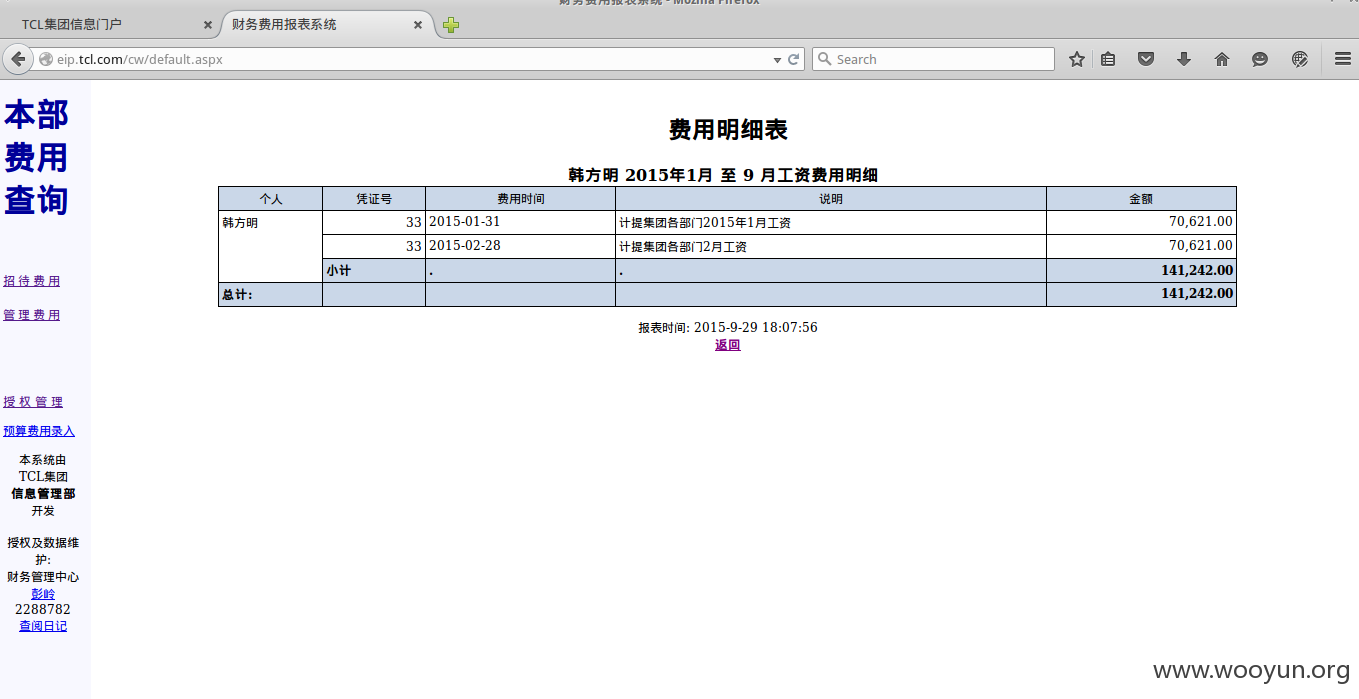 财务费用报表系统 - Mozilla Firefox
TCL集团信息门户
财务费用报表系统
eip.tcl.com/cw/default.aspx
Search
本部
费用
查询
招 待 费 用
管 理 费 用
授 权 管 理
预算费用录入
本系统由
TCL集团
信息管理部
开发
授权及数据维
护:
财务管理中心
彭岭
2288782
查阅日记
费用明细表
韩方明 2015年1月 至 9 月工资费用明细
个人 凭证号 费用时间 说明 金额
韩方明 33 2015-01-31 计提集团各部门2015年1月工资 70,621.00
33 2015-02-28 计提集团各部门2月工资 70,621.00
小计 . . 141,242.00
总计: 141,242.00
报表时间: 2015-9-29 18:07:56
返回
www.wooyun.org